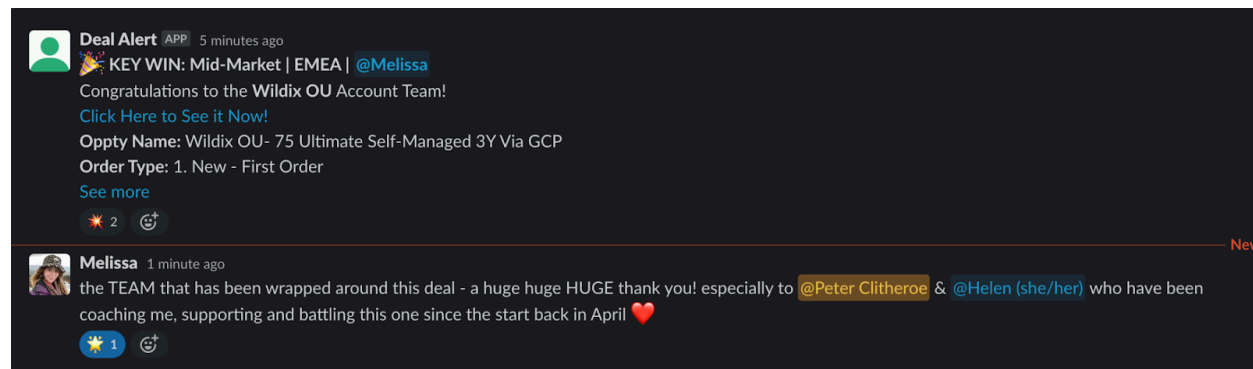 Deal Alert APP 5 minutes ago
🎉 KEY WIN: Mid-Market | EMEA | @Melissa
Congratulations to the Wildix OU Account Team!
Click Here to See it Now!
Oppty Name: Wildix OU- 75 Ultimate Self-Managed 3Y Via GCP
Order Type: 1. New - First Order
See more
💥 2
New
Melissa 1 minute ago
the TEAM that has been wrapped around this deal - a huge huge HUGE thank you! especially to @Peter Clitheroe & @Helen (she/her) who have been
coaching me, supporting and battling this one since the start back in April ❤️
🌟 1